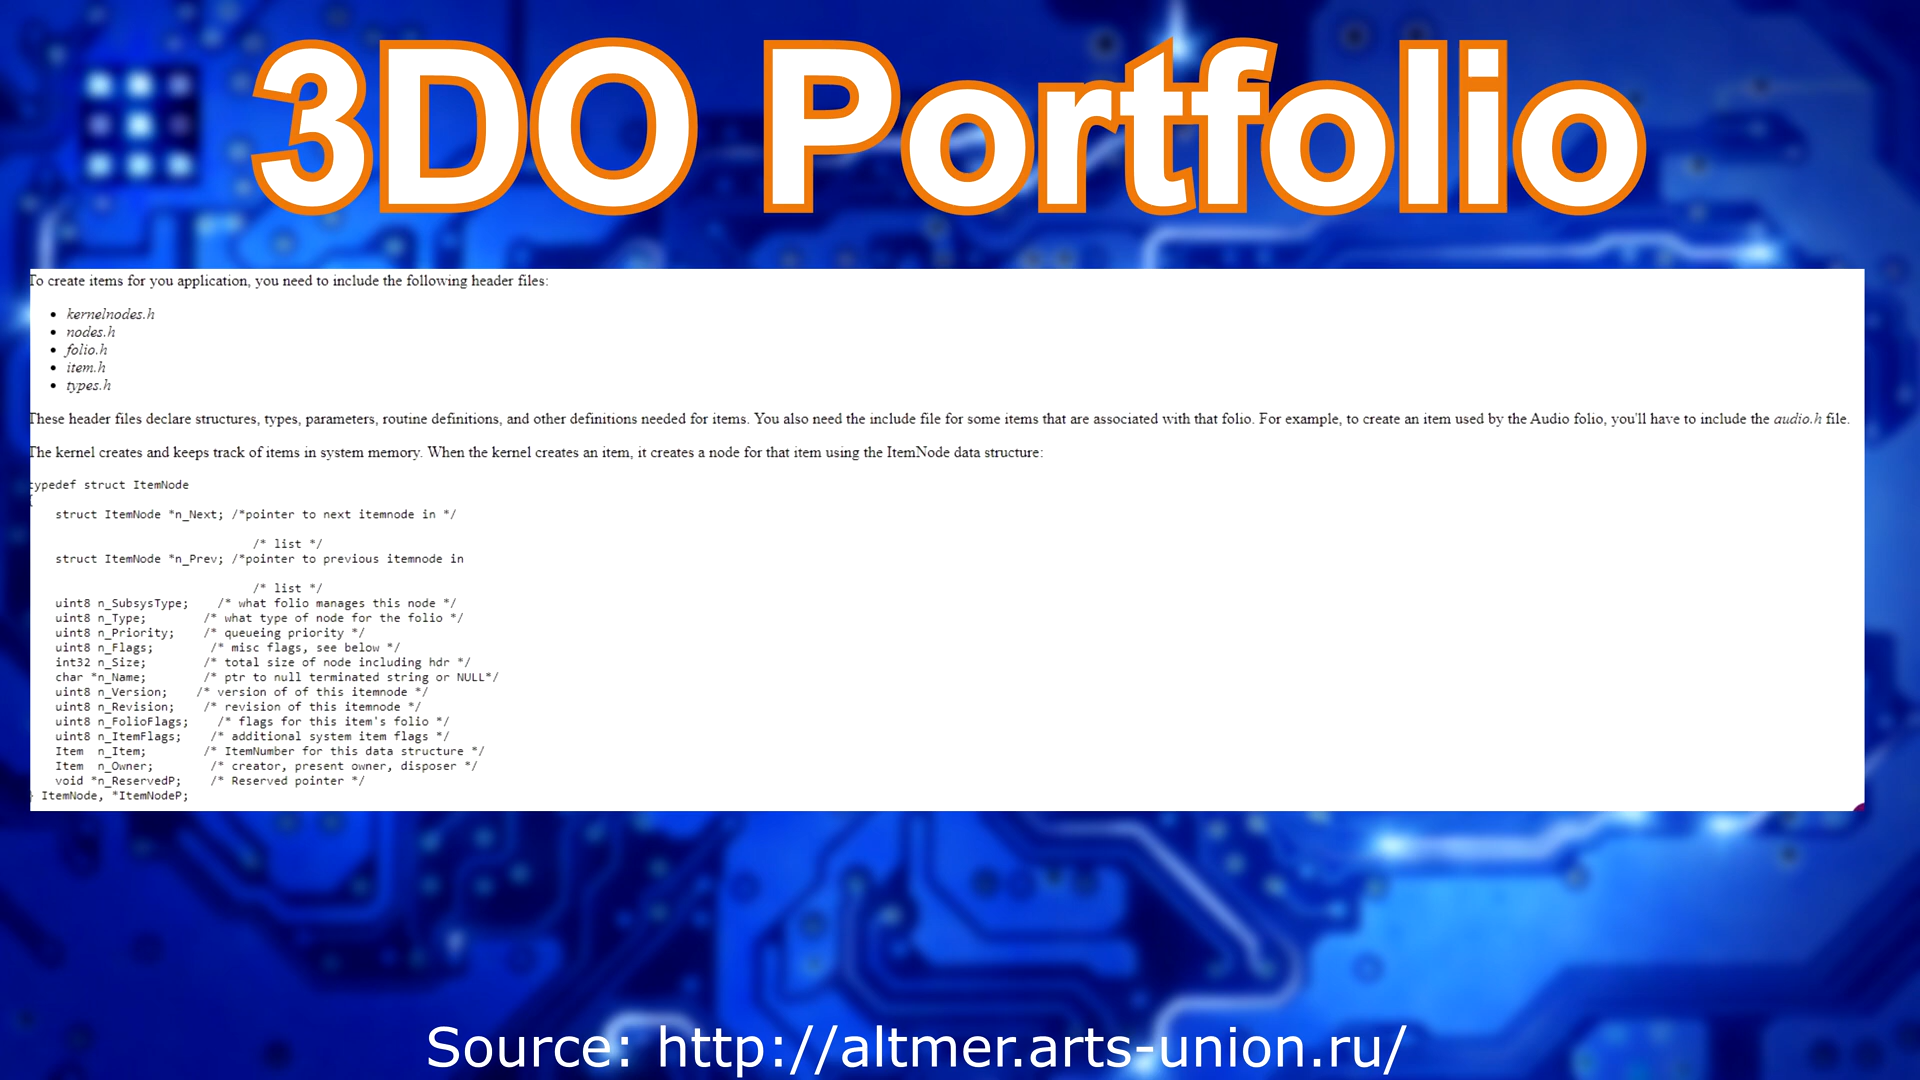 3DO Portfolio
To create items for you application, you need to include the following header files:
• kernelnodes.h
• nodes.h
• folio.h
• item.h
• types.h
These header files declare structures, types, parameters, routine definitions, and other definitions needed for items. You also need the include file for some items that are associated with that folio. For example, to create an item used by the Audio folio, you'll have to include the audio.h file.
The kernel creates and keeps track of items in system memory. When the kernel creates an item, it creates a node for that item using the ItemNode data structure:
typedef struct ItemNode
{
struct ItemNode *n_Next; /*pointer to next itemnode in */
/* list */
struct ItemNode *n_Prev; /*pointer to previous itemnode in
/* list */
uint8 n_SubsysType; /* what folio manages this node */
uint8 n_Type; /* what type of node for the folio */
uint8 n_Priority; /* queueing priority */
uint8 n_Flags; /* misc flags, see below */
int32 n_Size; /* total size of node including hdr */
char *n_Name; /* ptr to null terminated string or NULL*/
uint8 n_Version; /* version of of this itemnode */
uint8 n_Revision; /* revision of this itemnode */
uint8 n_FolioFlags; /* flags for this item's folio */
uint8 n_ItemFlags; /* additional system item flags */
Item n_Item; /* ItemNumber for this data structure */
Item n_Owner; /* creator, present owner, disposer */
void *n_ReservedP; /* Reserved pointer */
} ItemNode, *ItemNodeP;
Source: http://altmer.arts-union.ru/